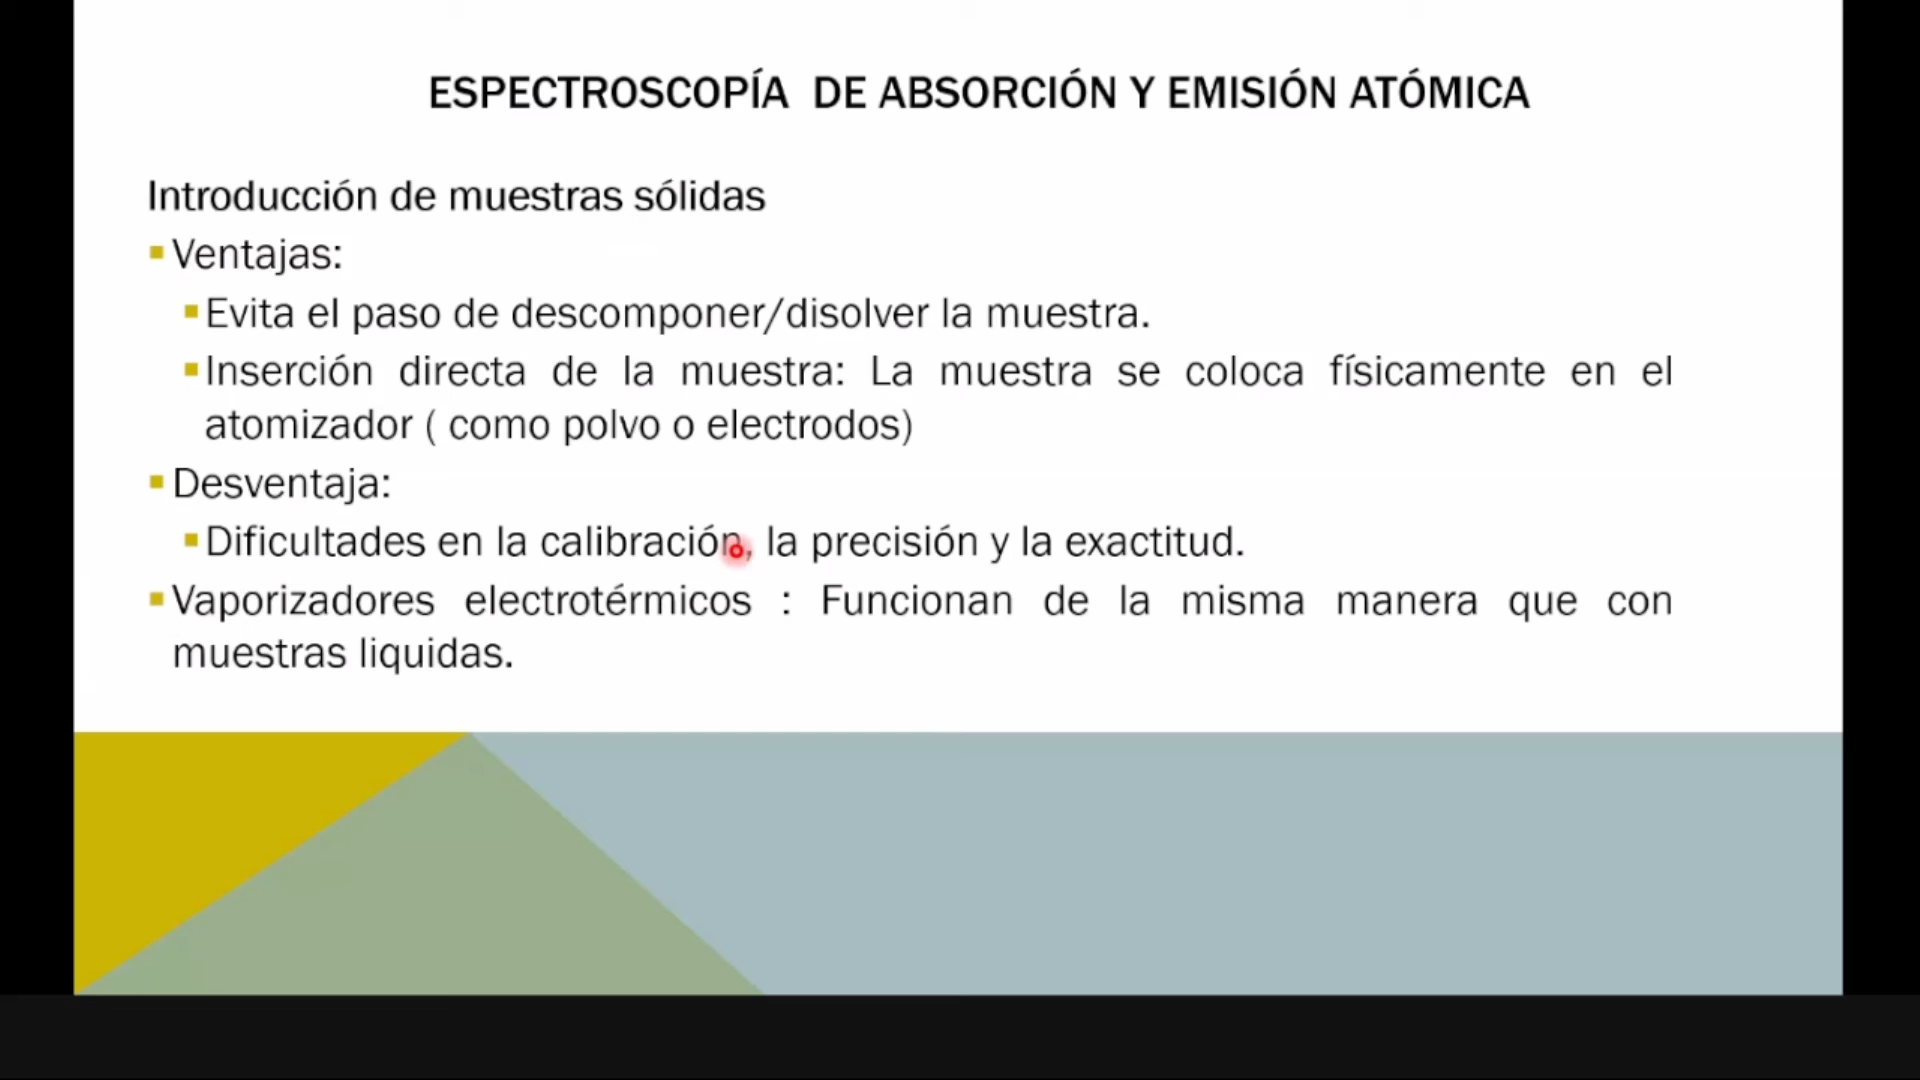 ESPECTROSCOPÍA DE ABSORCIÓN Y EMISIÓN ATÓMICA
Introducción de muestras sólidas
Ventajas:
Evita el paso de descomponer/disolver la muestra.
Inserción directa de la muestra: La muestra se coloca físicamente en el
atomizador ( como polvo o electrodos)
Desventaja:
Dificultades en la calibración, la precisión y la exactitud.
Vaporizadores electrotérmicos : Funcionan de la misma manera que con
muestras liquidas.